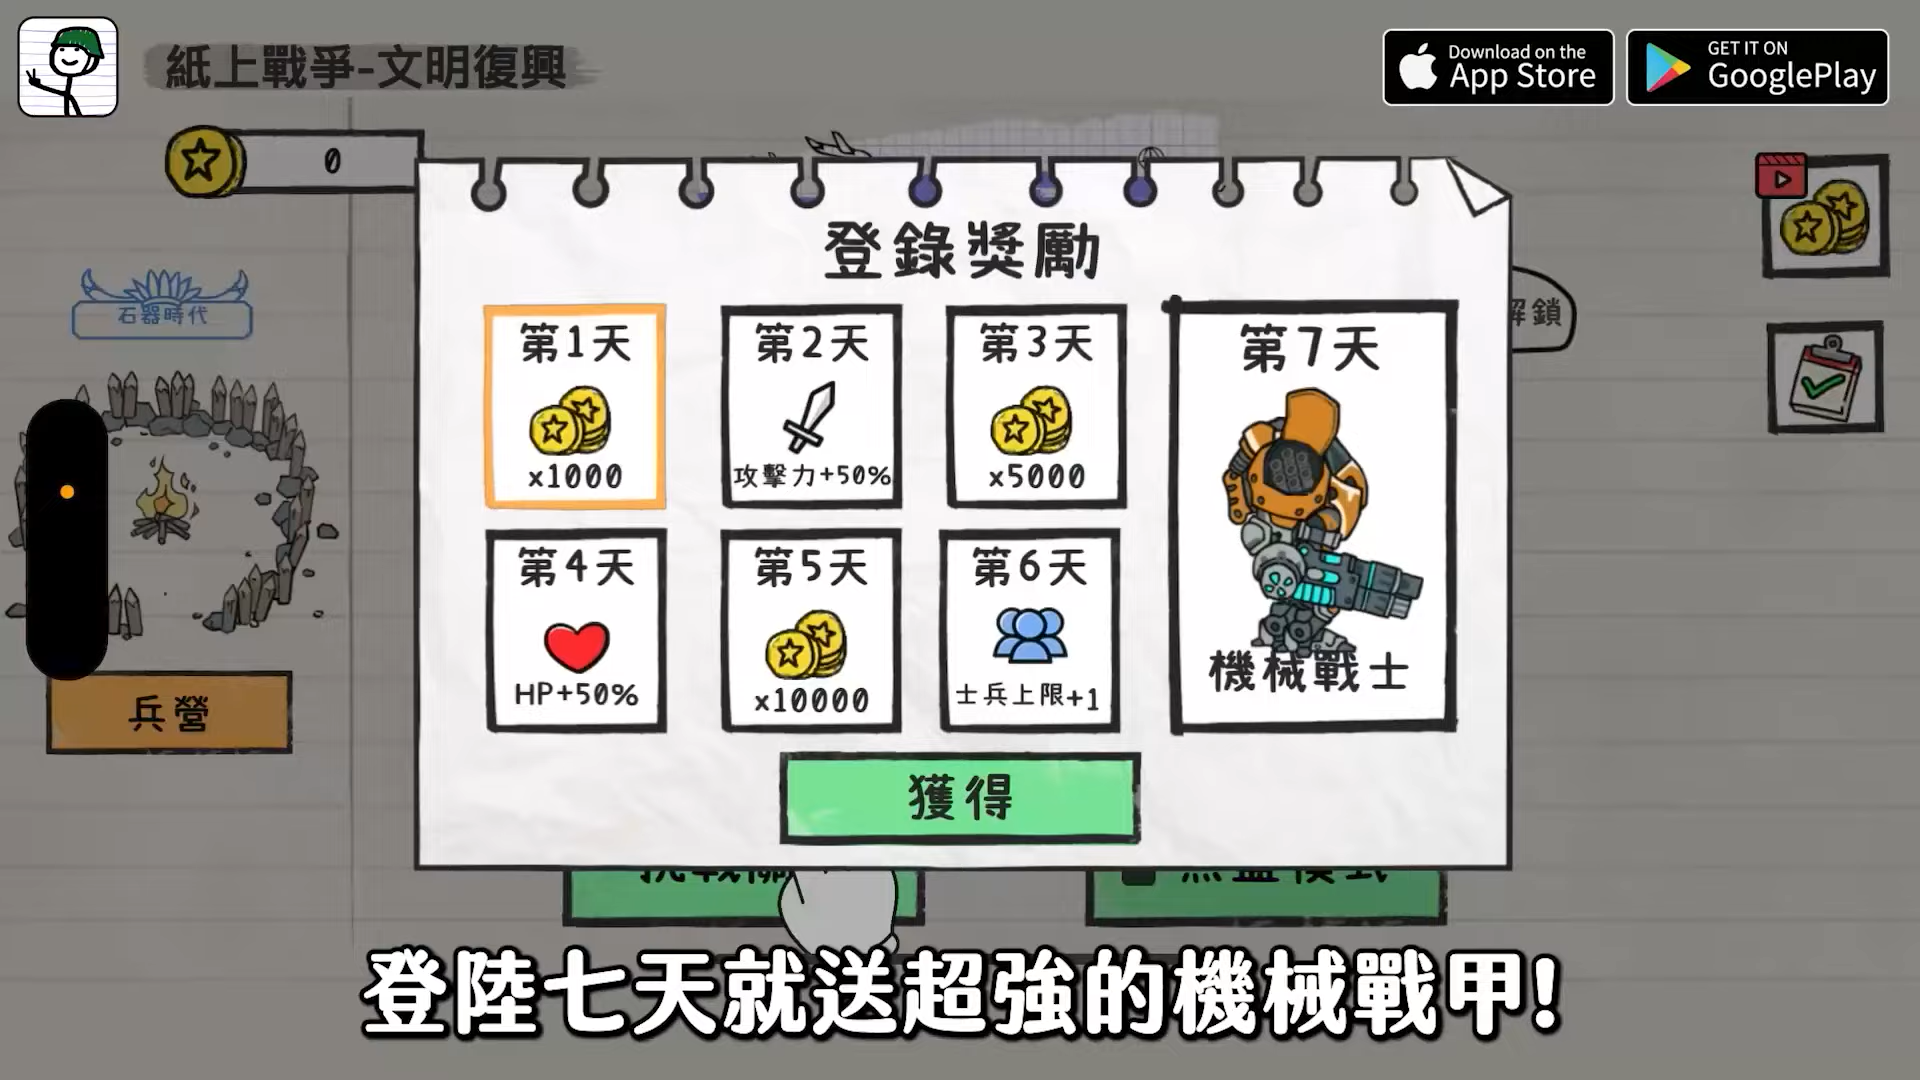 紙上戰爭-文明復興
Download on the
App Store
GET IT ON
GooglePlay
0
登錄獎勵
石器時代
解鎖
第1天
x1000
第2天
攻擊力+50%
第3天
x5000
第7天
機械戰士
第4天
HP+50%
第5天
x10000
第6天
士兵上限+1
兵營
獲得
登陸七天就送超強的機械戰甲!